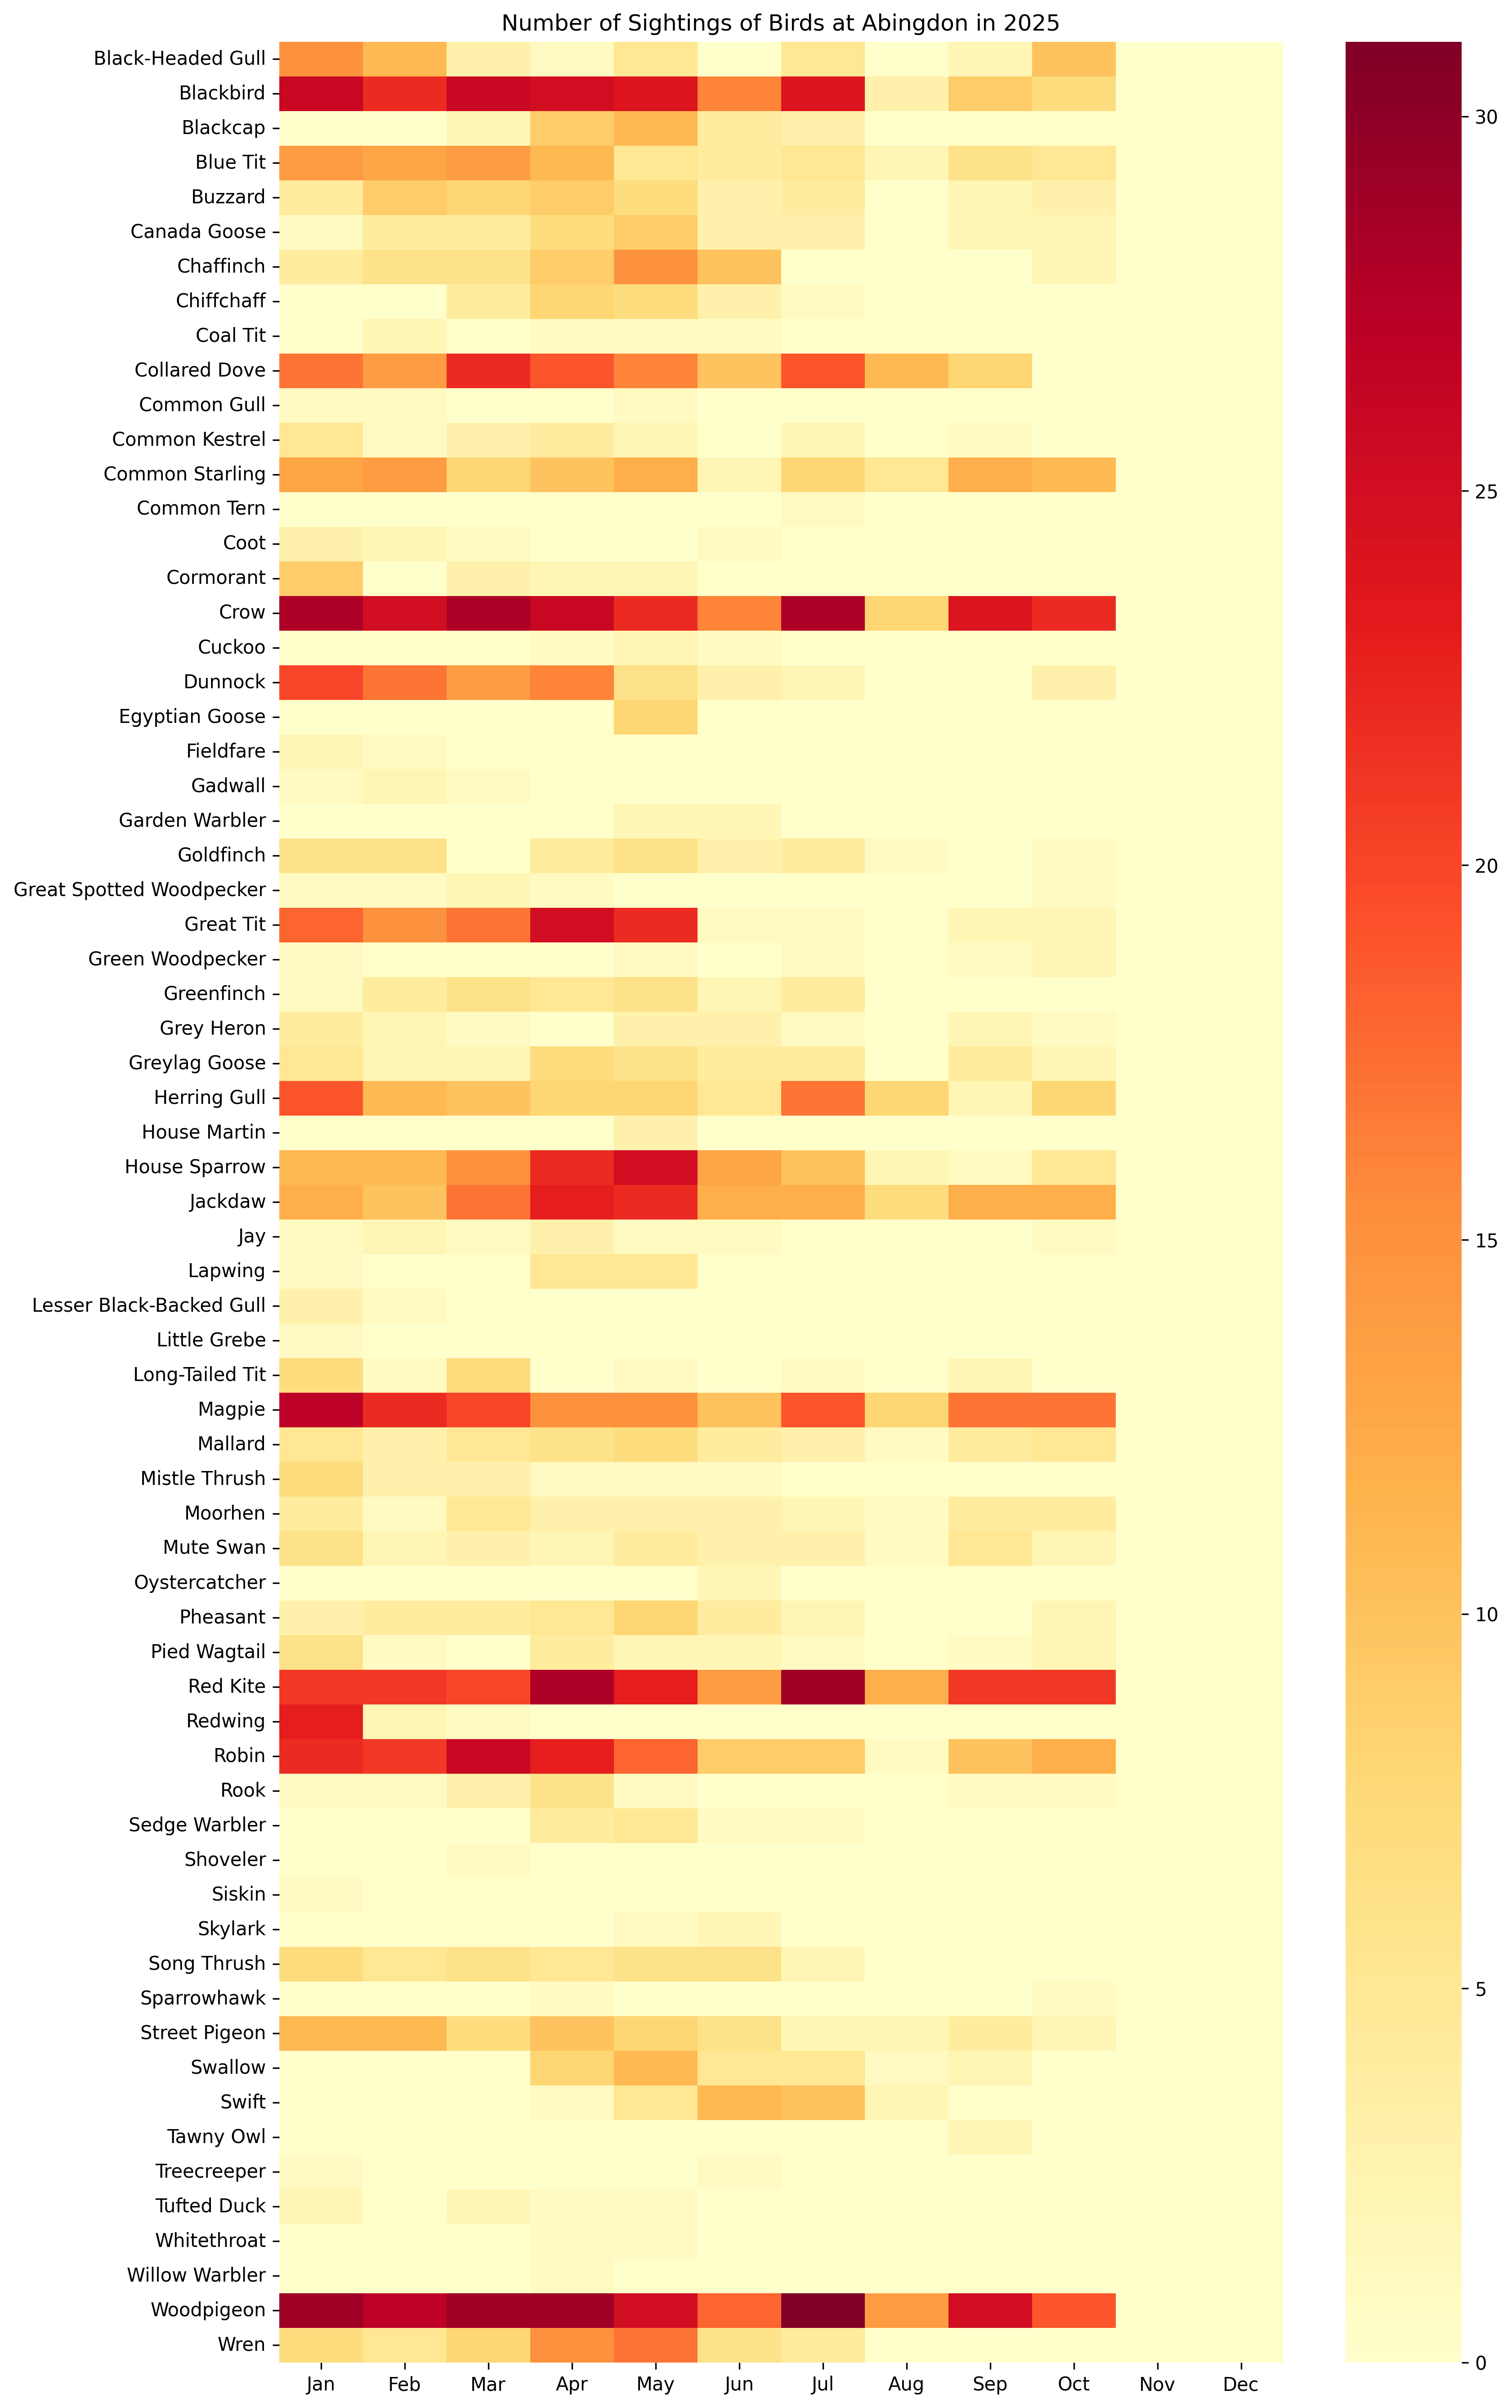 Number of Sightings of Birds at Abingdon in 2025
Black-Headed Gull
Blackbird
Blackcap
Blue Tit
Buzzard
Canada Goose
Chaffinch
Chiffchaff
Coal Tit
Collared Dove
Common Gull
Common Kestrel
Common Starling
Common Tern
Coot
Cormorant
Crow
Cuckoo
Dunnock
Egyptian Goose
Fieldfare
Gadwall
Garden Warbler
Goldfinch
Great Spotted Woodpecker
Great Tit
Green Woodpecker
Greenfinch
Grey Heron
Greylag Goose
Herring Gull
House Martin
House Sparrow
Jackdaw
Jay
Lapwing
Lesser Black-Backed Gull
Little Grebe
Long-Tailed Tit
Magpie
Mallard
Mistle Thrush
Moorhen
Mute Swan
Oystercatcher
Pheasant
Pied Wagtail
Red Kite
Redwing
Robin
Rook
Sedge Warbler
Shoveler
Siskin
Skylark
Song Thrush
Sparrowhawk
Street Pigeon
Swallow
Swift
Tawny Owl
Treecreeper
Tufted Duck
Whitethroat
Willow Warbler
Woodpigeon
Wren
Jan Feb Mar Apr May Jun Jul Aug Sep Oct Nov Dec
30
25
20
15
10
5
0